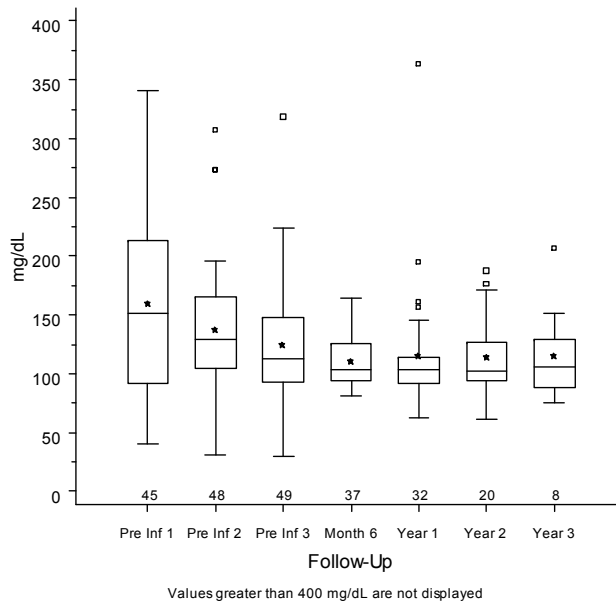 400
350
300
250
200
150
100
50
0
mg/dL
45 48 49 37 32 20 8
Pre Inf 1 Pre Inf 2 Pre Inf 3 Month 6 Year 1 Year 2 Year 3
Follow-Up
Values greater than 400 mg/dL are not displayed